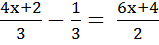 (4x+2)/3 − 1/3 = (6x+4)/2